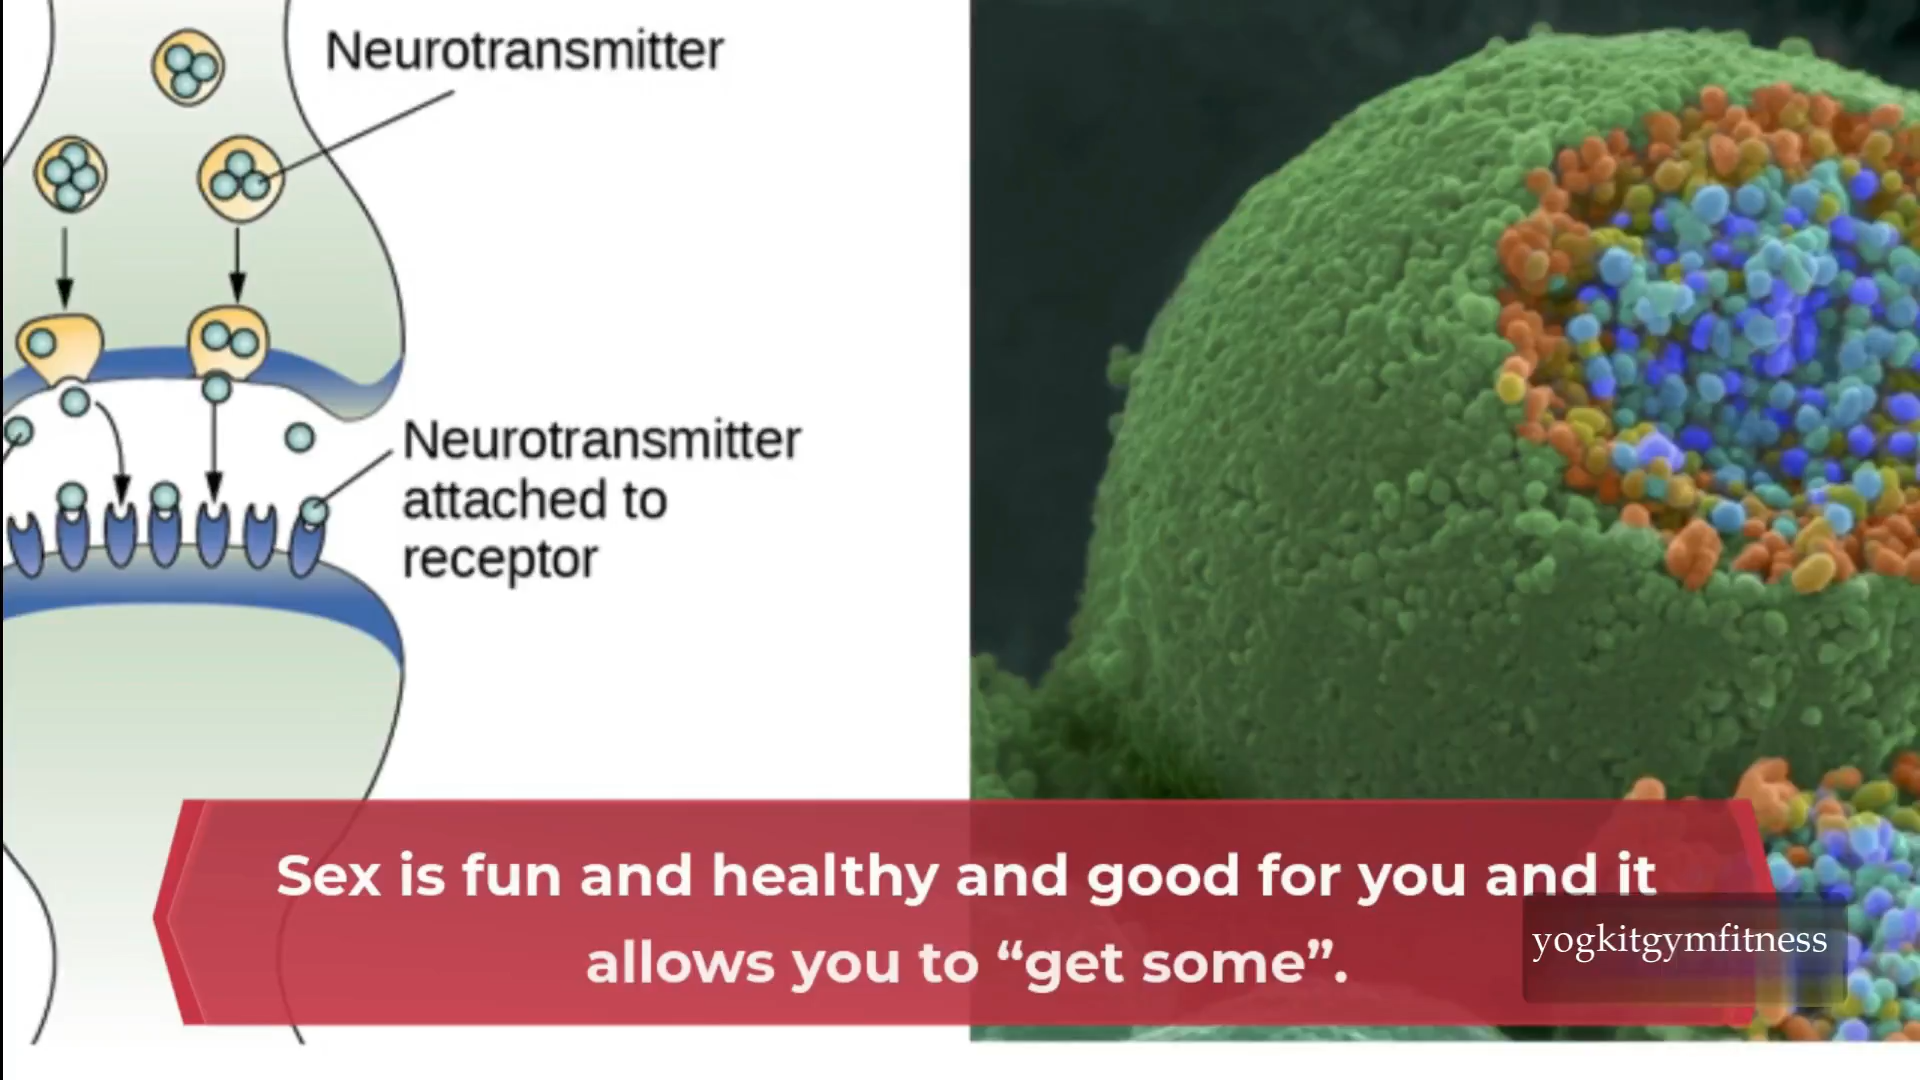 Neurotransmitter
Neurotransmitter
attached to
receptor
Sex is fun and healthy and good for you and it
allows you to “get some”.
yogkitgymfitness